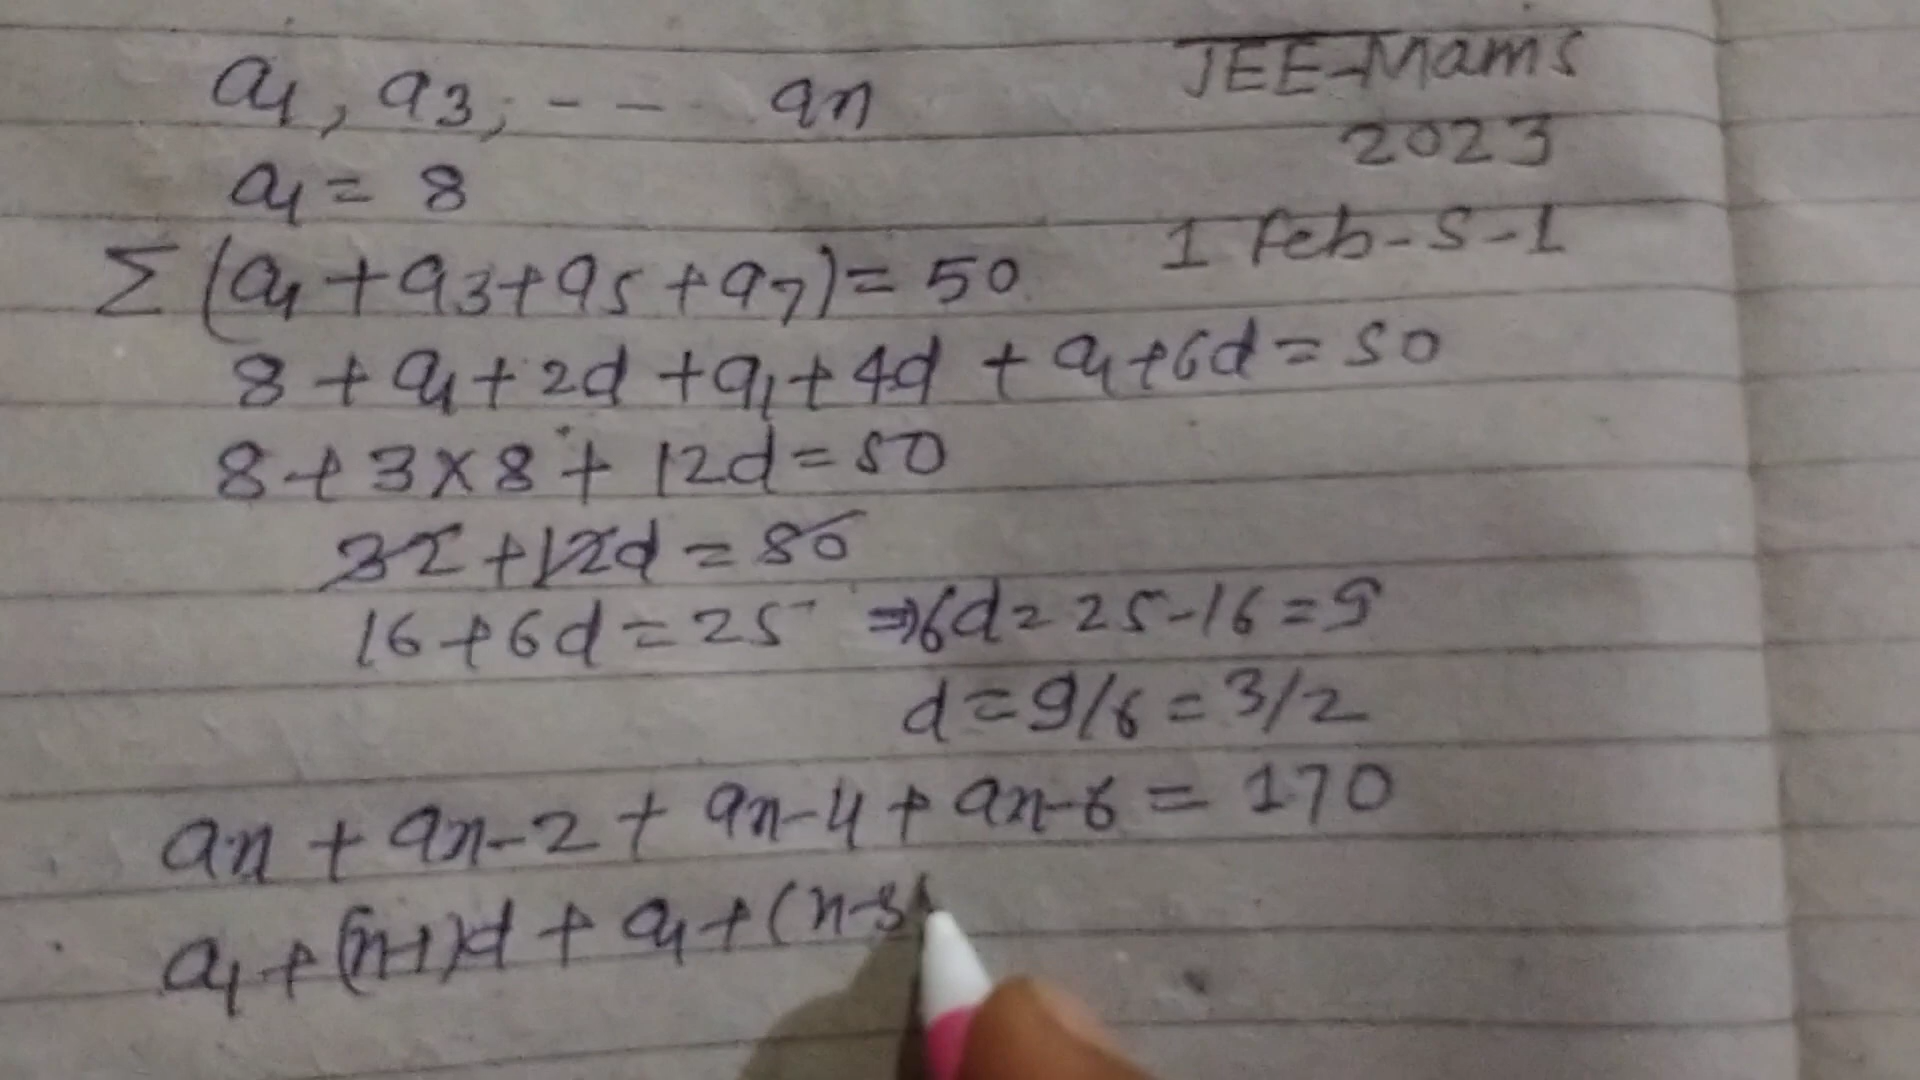 a1, a3, -- an
JEE-Mams
2023
a1 = 8
1 Feb-S-1
Σ(a1+a3+a5+a7)=50
8+a1+2d+a1+4d+a1+6d=50
8+3×8+12d=50
32+12d=50
16+6d=25 ⇒6d=25-16=9
d=9/6=3/2
an+an-2+an-4+an-6=170
a1+(n-1)d+a1+(n-3)